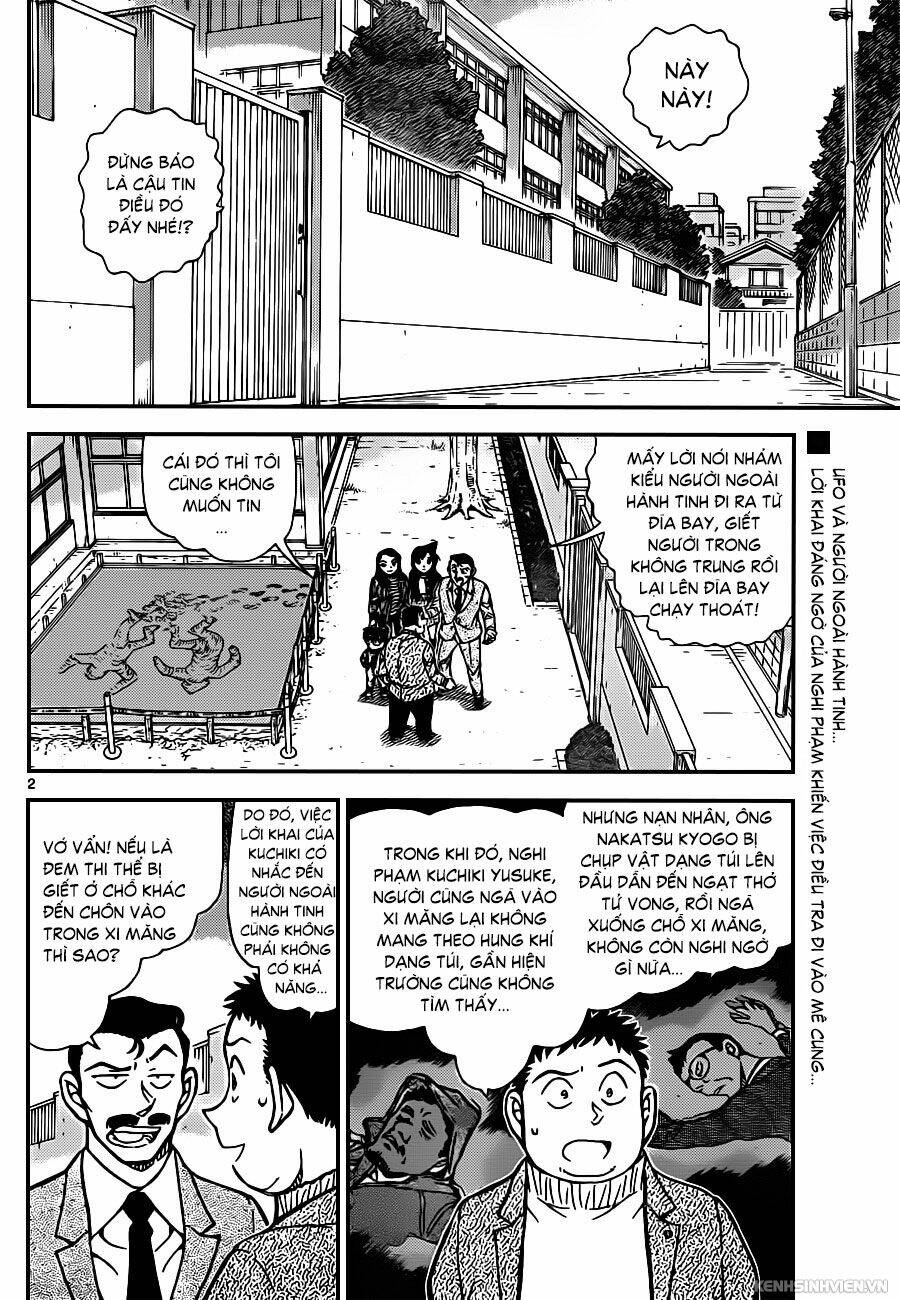 NÀY
NÀY!
ĐỪNG BẢO
LÀ CẬU TIN
ĐIỀU ĐÓ
ĐẤY NHÉ!?
MẤY LỜI NÓI NHẢM
KIỂU NGƯỜI NGOÀI
HÀNH TINH ĐI RA TỪ
ĐĨA BAY, GIẾT
NGƯỜI TRONG
KHÔNG TRUNG RỒI
LẠI LÊN ĐĨA BAY
CHẠY THOÁT!
CÁI ĐÓ THÌ TÔI
CŨNG KHÔNG
MUỐN TIN
...
UFO VÀ NGƯỜI NGOÀI HÀNH TINH...
LỜI KHAI ĐÁNG NGỜ CỦA NGHI PHẠM KHIẾN VIỆC ĐIỀU TRA ĐI VÀO MÊ CUNG...
2
NHƯNG NẠN NHÂN, ÔNG
NAKATSU KYOGO BỊ
CHỤP VẬT DẠNG TÚI LÊN
ĐẦU DẪN ĐẾN NGẠT THỞ
TỬ VONG, RỒI NGÃ
XUỐNG CHỖ XI MĂNG,
KHÔNG CÒN NGHI NGỜ
GÌ NỮA...
TRONG KHI ĐÓ, NGHI
PHẠM KUCHIKI YUSUKE,
NGƯỜI CŨNG NGÃ VÀO
XI MĂNG LẠI KHÔNG
MANG THEO HUNG KHÍ
DẠNG TÚI, GẦN HIỆN
TRƯỜNG CŨNG KHÔNG
TÌM THẤY...
DO ĐÓ, VIỆC
LỜI KHAI CỦA
KUCHIKI CÓ
NHẮC ĐẾN
NGƯỜI NGOÀI
HÀNH TINH
CŨNG KHÔNG
PHẢI KHÔNG
CÓ KHẢ
NĂNG...
VỚ VẨN! NẾU LÀ
ĐEM THI THỂ BỊ
GIẾT Ở CHỖ KHÁC
ĐẾN CHÔN VÀO
TRONG XI MĂNG
THÌ SAO?
KENHSINHVIEN.VN